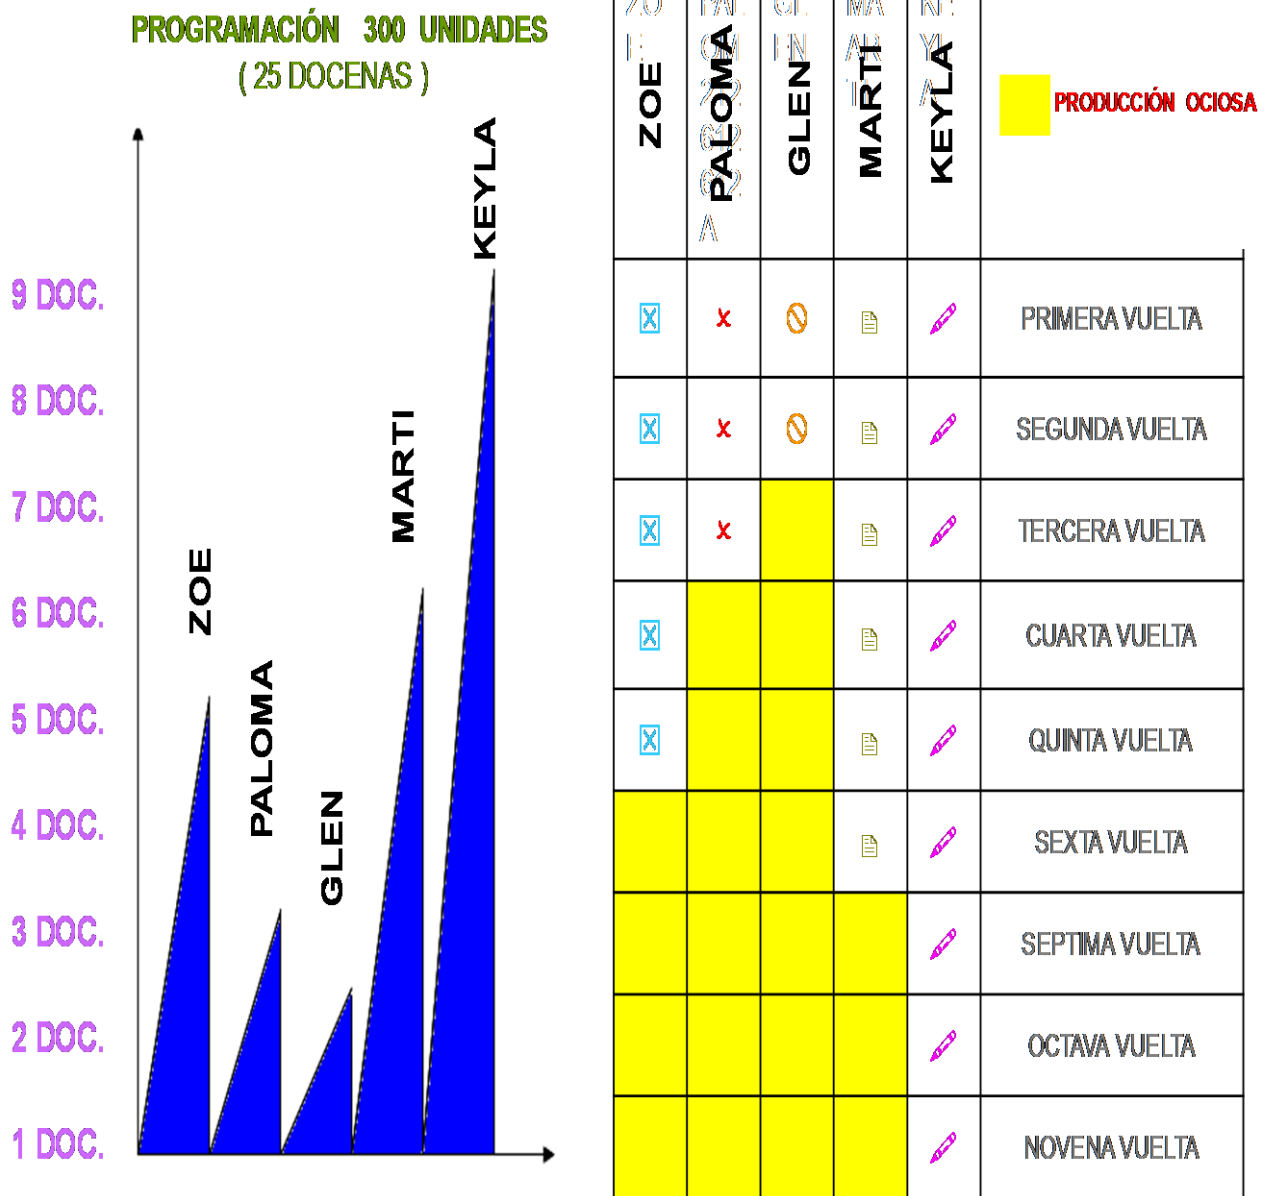 PROGRAMACIÓN 300 UNIDADES
( 25 DOCENAS )
9 DOC.
8 DOC.
7 DOC.
6 DOC.
5 DOC.
4 DOC.
3 DOC.
2 DOC.
1 DOC.
ZOE
PALOMA
GLEN
MARTI
KEYLA
ZOE
PALOMA
GLEN
MARTI
KEYLA
PRODUCCIÓN OCIOSA
PRIMERA VUELTA
SEGUNDA VUELTA
TERCERA VUELTA
CUARTA VUELTA
QUINTA VUELTA
SEXTA VUELTA
SEPTIMA VUELTA
OCTAVA VUELTA
NOVENA VUELTA